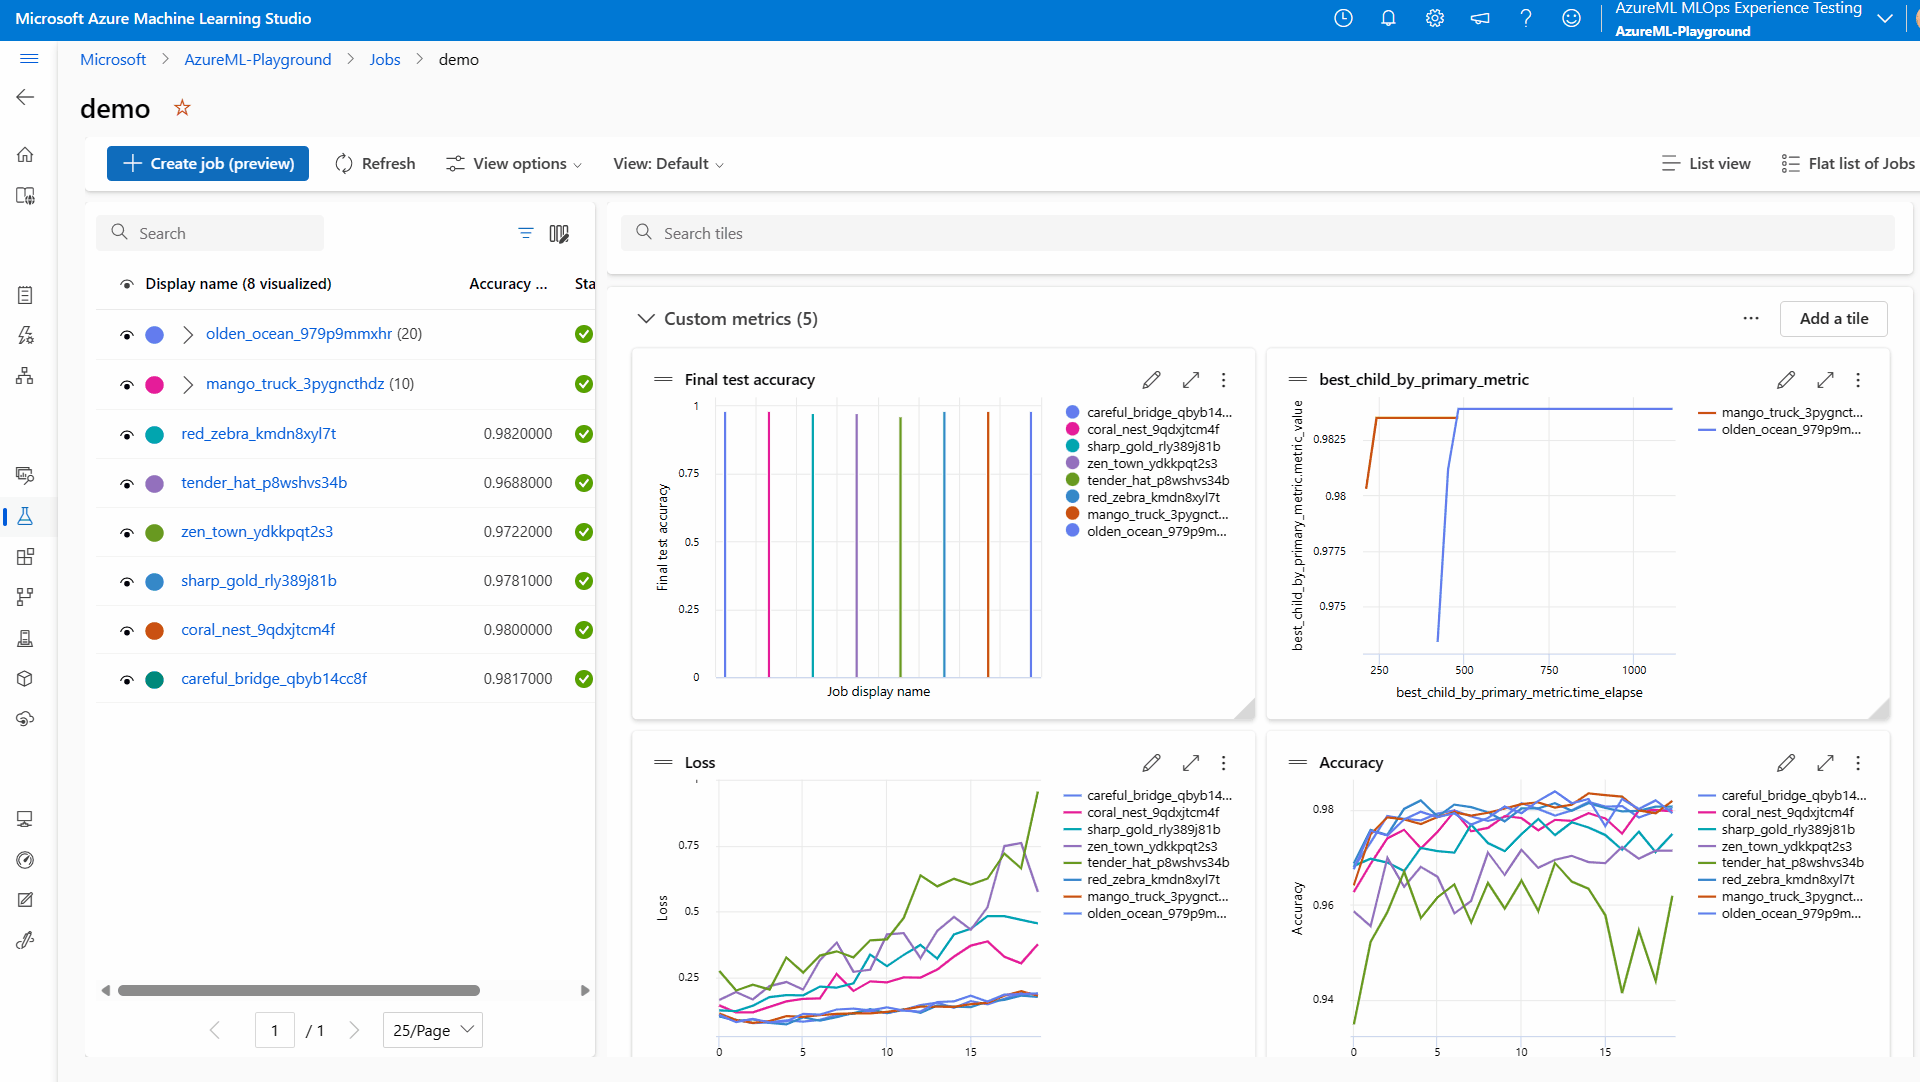 Microsoft Azure Machine Learning Studio
AzureML MLOps Experience Testing
AzureML-Playground
Microsoft > AzureML-Playground > Jobs > demo
demo
Create job (preview)
Refresh
View options
View: Default
List view
Flat list of Jobs
Search
Display name (8 visualized)
Accuracy ...
Sta
olden_ocean_979p9mmxhr (20)
mango_truck_3pygncthdz (10)
red_zebra_kmdn8xyl7t 0.9820000
tender_hat_p8wshvs34b 0.9688000
zen_town_ydkkpqt2s3 0.9722000
sharp_gold_rly389j81b 0.9781000
coral_nest_9qdxjtcm4f 0.9800000
careful_bridge_qbyb14cc8f 0.9817000
1 / 1
25/Page
Search tiles
Custom metrics (5)
Add a tile
Final test accuracy
Final test accuracy
1
0.75
0.5
0.25
0
Job display name
careful_bridge_qbyb14...
coral_nest_9qdxjtcm4f
sharp_gold_rly389j81b
zen_town_ydkkpqt2s3
tender_hat_p8wshvs34b
red_zebra_kmdn8xyl7t
mango_truck_3pygnct...
olden_ocean_979p9m...
best_child_by_primary_metric
best_child_by_primary_metric.metric_value
0.9825
0.98
0.9775
0.975
250 500 750 1000
best_child_by_primary_metric.time_elapse
mango_truck_3pygnct...
olden_ocean_979p9m...
Loss
Loss
0.75
0.5
0.25
0 5 10 15
careful_bridge_qbyb14...
coral_nest_9qdxjtcm4f
sharp_gold_rly389j81b
zen_town_ydkkpqt2s3
tender_hat_p8wshvs34b
red_zebra_kmdn8xyl7t
mango_truck_3pygnct...
olden_ocean_979p9m...
Accuracy
Accuracy
0.98
0.96
0.94
0 5 10 15
careful_bridge_qbyb14...
coral_nest_9qdxjtcm4f
sharp_gold_rly389j81b
zen_town_ydkkpqt2s3
tender_hat_p8wshvs34b
red_zebra_kmdn8xyl7t
mango_truck_3pygnct...
olden_ocean_979p9m...